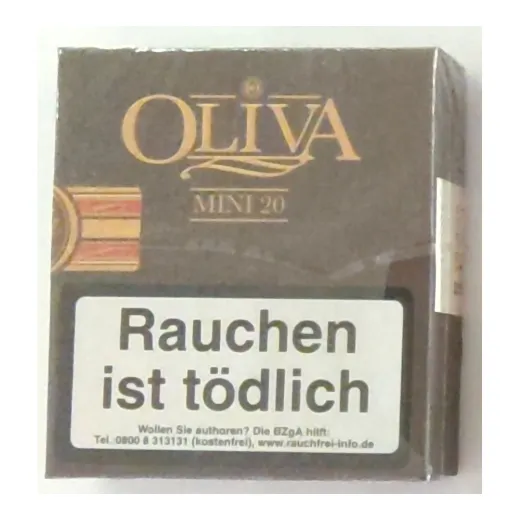 OLIVA
MINI 20
Rauchen
ist tödlich
Wollen Sie authoren? Die BZgA hilft:
Tel.:0800 8 313131 (kostenfrei), www.rauchfrei-info.de